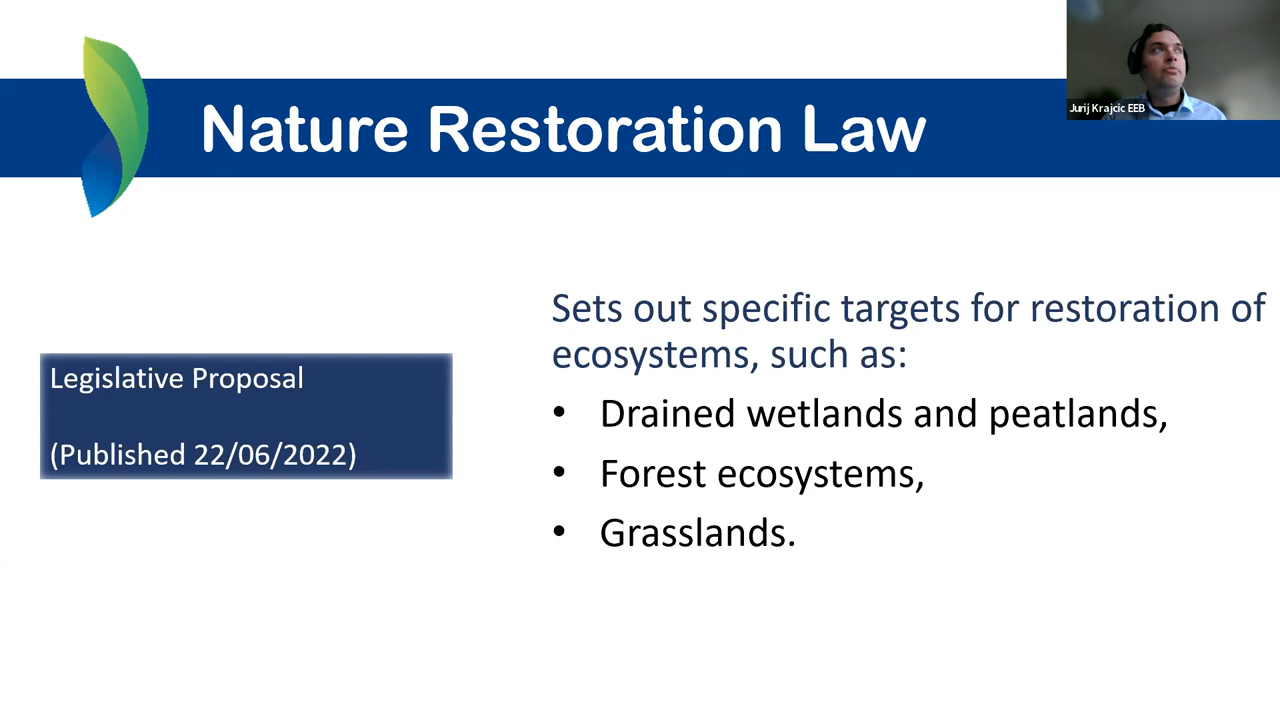 Jurij Krajcic EEB
Nature Restoration Law
Legislative Proposal
(Published 22/06/2022)
Sets out specific targets for restoration of
ecosystems, such as:
• Drained wetlands and peatlands,
• Forest ecosystems,
• Grasslands.